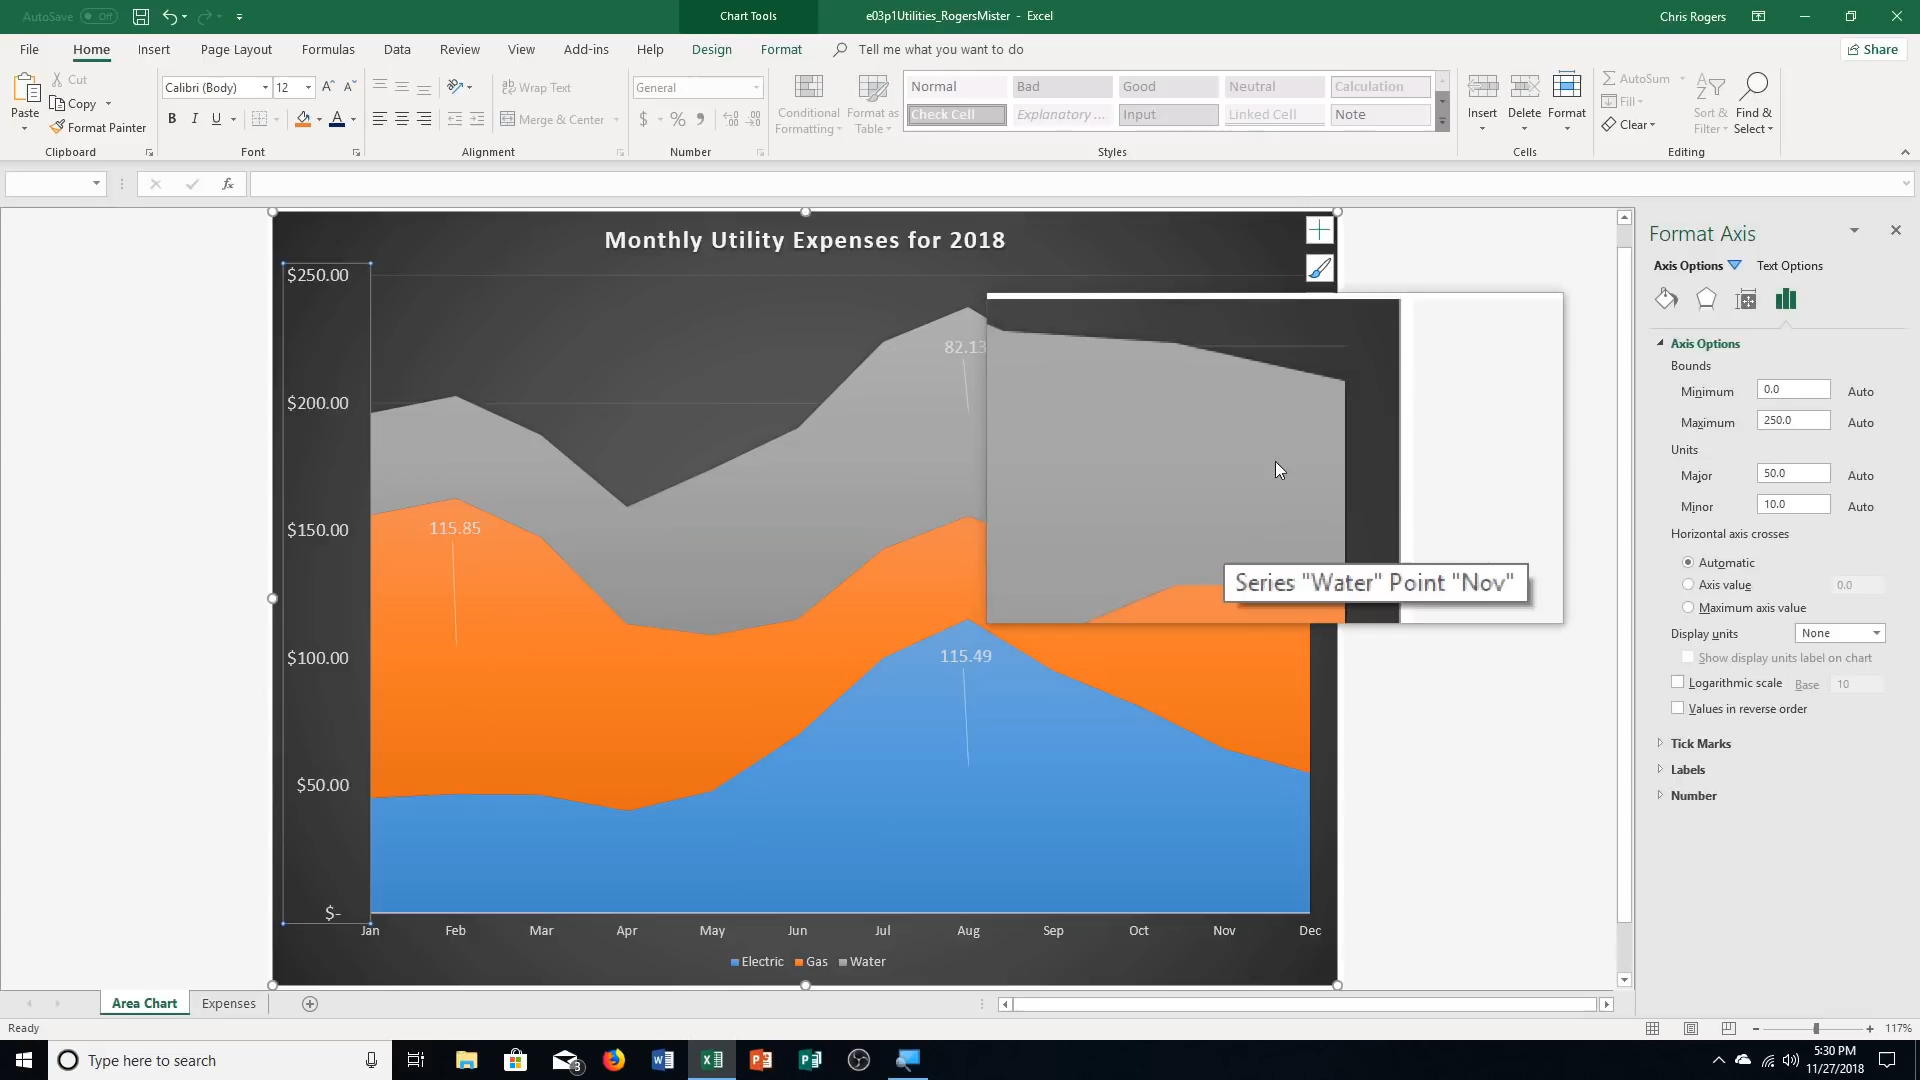 AutoSave Off
Chart Tools
e03p1Utilities_RogersMister - Excel
Chris Rogers
File Home Insert Page Layout Formulas Data Review View Add-ins Help Design Format Tell me what you want to do Share
Paste
Cut
Copy
Format Painter
Clipboard
Calibri (Body) 12
B I U A
Font
Wrap Text
Merge & Center
Alignment
General
$ % 9
Number
Conditional Formatting
Format as Table
Normal Bad Good Neutral Calculation
Check Cell Explanatory ... Input Linked Cell Note
Styles
Insert Delete Format
Cells
AutoSum
Fill
Clear
Sort & Filter
Find & Select
Editing
fx
Monthly Utility Expenses for 2018
$250.00
$200.00
$150.00
$100.00
$50.00
$-
82.13
115.85
115.49
Series "Water" Point "Nov"
Jan Feb Mar Apr May Jun Jul Aug Sep Oct Nov Dec
Electric Gas Water
Format Axis
Axis Options Text Options
Axis Options
Bounds
Minimum 0.0 Auto
Maximum 250.0 Auto
Units
Major 50.0 Auto
Minor 10.0 Auto
Horizontal axis crosses
Automatic
Axis value 0.0
Maximum axis value
Display units None
Show display units label on chart
Logarithmic scale Base 10
Values in reverse order
Tick Marks
Labels
Number
Area Chart Expenses
Ready
117%
Type here to search
3
5:30 PM
11/27/2018